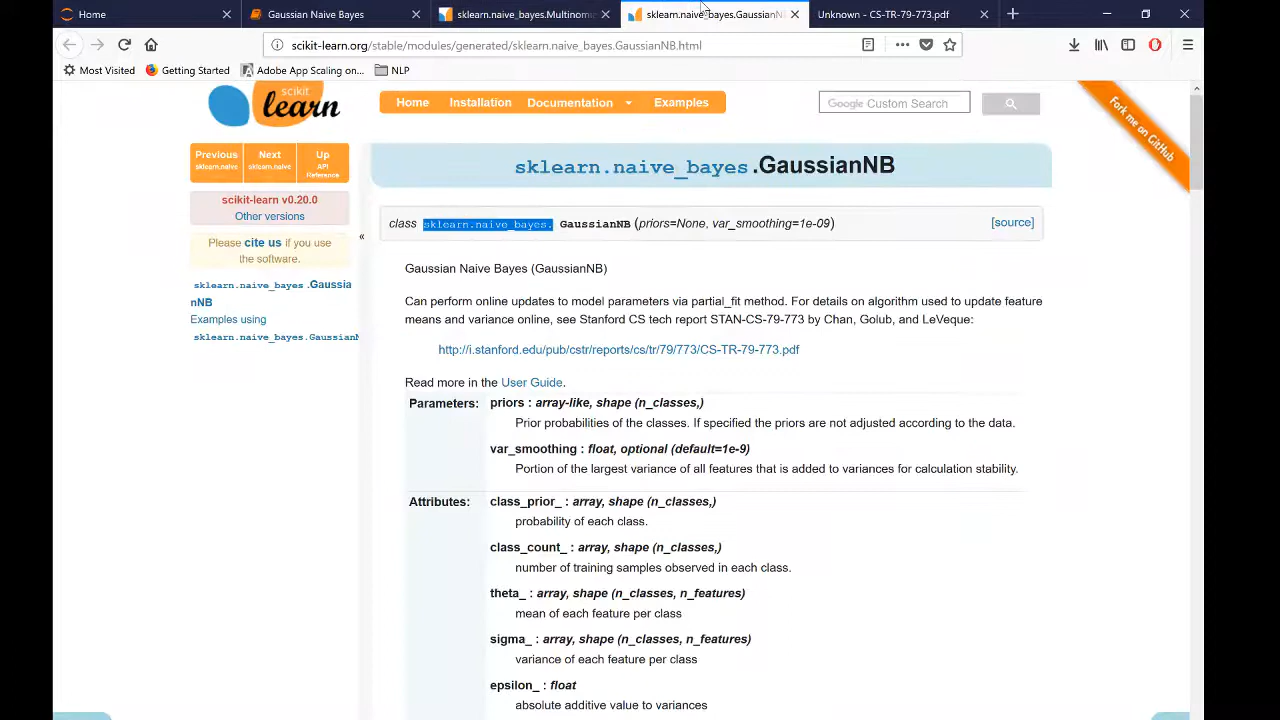 Home
Gaussian Naive Bayes
sklearn.naive_bayes.Multinom
sklearn.naive_bayes.GaussianNB
Unknown - CS-TR-79-773.pdf
scikit-learn.org/stable/modules/generated/sklearn.naive_bayes.GaussianNB.html
Most Visited
Getting Started
Adobe App Scaling on...
NLP
scikit
learn
Home
Installation
Documentation
Examples
Google Custom Search
Fork me on GitHub
Previous
sklearn.naive
Next
sklearn.naive
Up
API
Reference
scikit-learn v0.20.0
Other versions
Please cite us if you use
the software.
sklearn.naive_bayes.Gaussia
nNB
Examples using
sklearn.naive_bayes.GaussianN
«
sklearn.naive_bayes.GaussianNB
class sklearn.naive_bayes. GaussianNB (priors=None, var_smoothing=1e-09)
[source]
Gaussian Naive Bayes (GaussianNB)
Can perform online updates to model parameters via partial_fit method. For details on algorithm used to update feature
means and variance online, see Stanford CS tech report STAN-CS-79-773 by Chan, Golub, and LeVeque:
http://i.stanford.edu/pub/cstr/reports/cs/tr/79/773/CS-TR-79-773.pdf
Read more in the User Guide.
Parameters:
priors : array-like, shape (n_classes,)
Prior probabilities of the classes. If specified the priors are not adjusted according to the data.
var_smoothing : float, optional (default=1e-9)
Portion of the largest variance of all features that is added to variances for calculation stability.
Attributes:
class_prior_ : array, shape (n_classes,)
probability of each class.
class_count_ : array, shape (n_classes,)
number of training samples observed in each class.
theta_ : array, shape (n_classes, n_features)
mean of each feature per class
sigma_ : array, shape (n_classes, n_features)
variance of each feature per class
epsilon_ : float
absolute additive value to variances